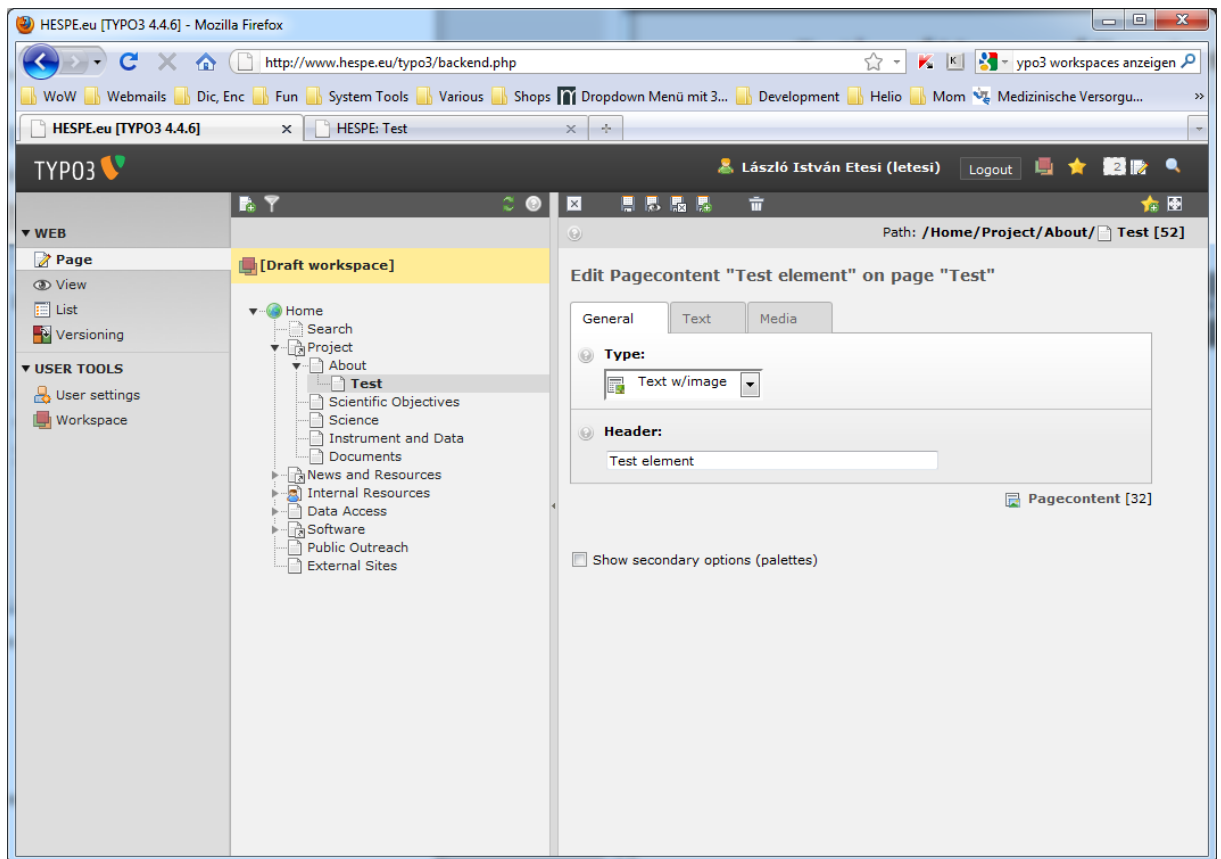 HESPE.eu [TYPO3 4.4.6] - Mozilla Firefox
http://www.hespe.eu/typo3/backend.php
ypo3 workspaces anzeigen
WoW Webmails Dic, Enc Fun System Tools Various Shops Dropdown Menü mit 3... Development Helio Mom Medizinische Versorgu... »
HESPE.eu [TYPO3 4.4.6] x HESPE: Test x
TYPO3 László István Etesi (letesi) Logout 2
WEB
Path: /Home/Project/About/ Test [52]
Page
View
List
Versioning
USER TOOLS
User settings
Workspace
[Draft workspace]
Home
Search
Project
About
Test
Scientific Objectives
Science
Instrument and Data
Documents
News and Resources
Internal Resources
Data Access
Software
Public Outreach
External Sites
Edit Pagecontent "Test element" on page "Test"
General Text Media
Type:
Text w/image
Header:
Test element
Pagecontent [32]
Show secondary options (palettes)